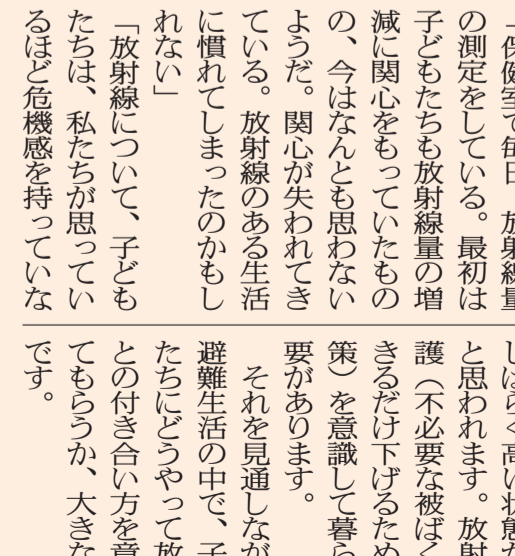 「保健室で毎日、放射線量
の測定をしている。最初は
子どもたちも放射線量の増
減に関心をもっていたもの
の、今はなんとも思わない
ようだ。関心が失われてき
ている。放射線のある生活
に慣れてしまったのかもし
れない」
「放射線について、子ども
たちは、私たちが思ってい
るほど危機感を持っていな
しばらく高い状態が
と思われます。放射
護（不必要な被ばく
きるだけ下げるため
策）を意識して暮ら
要があります。
それを見通しなが
避難生活の中で、子
たちにどうやって放
との付き合い方を意
てもらうか、大きな
です。